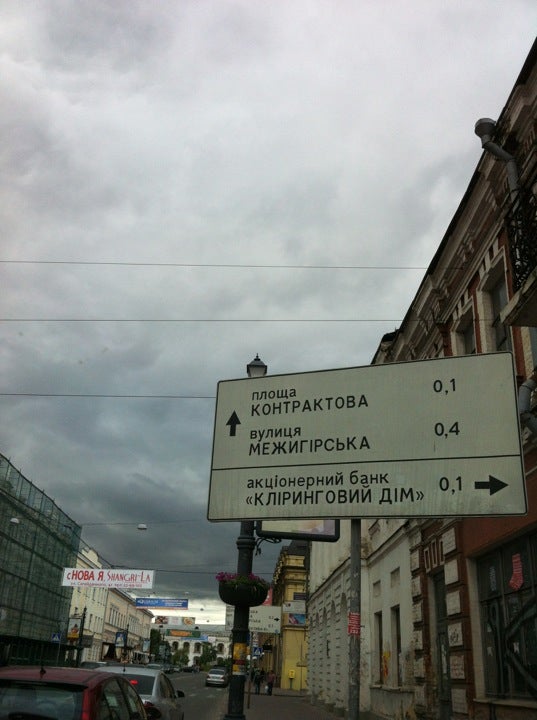 площа
КОНТРАКТОВА 0,1
вулиця
МЕЖИГІРСЬКА 0,4
акціонерний банк
«КЛІРИНГОВИЙ ДІМ» 0,1
сНОВА Я, SHANGRI-LA